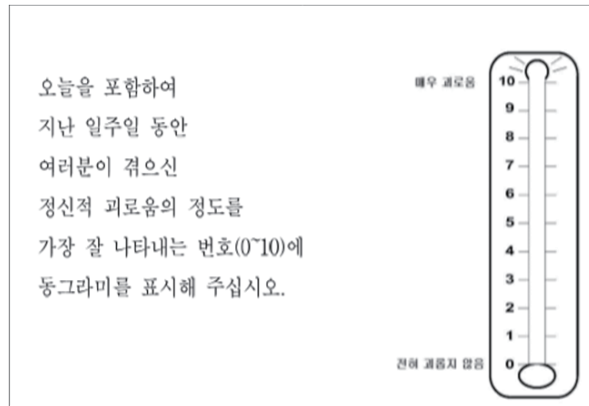 오늘을 포함하여
지난 일주일 동안
여러분이 겪으신
정신적 괴로움의 정도를
가장 잘 나타내는 번호(0~10)에
동그라미를 표시해 주십시오.
매우 괴로움
10
9
8
7
6
5
4
3
2
1
0
전혀 괴롭지 않음